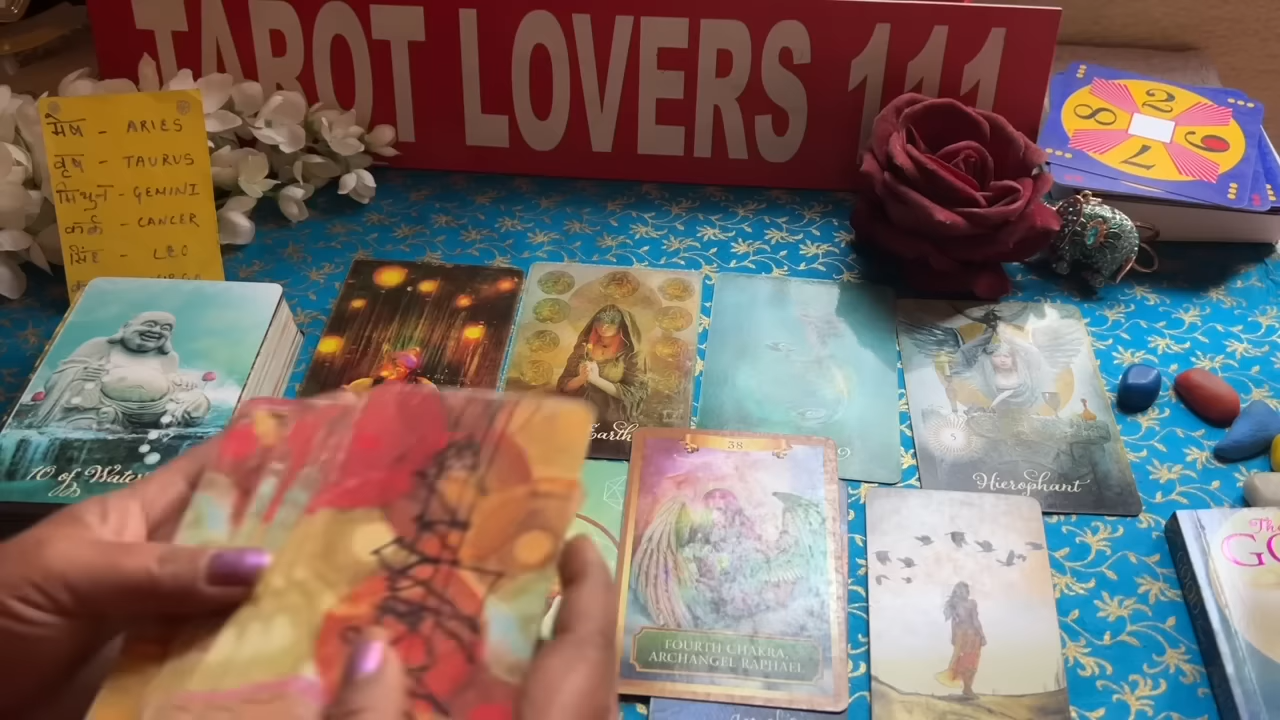 TAROT LOVERS 111
मेष - ARIES
वृष - TAURUS
मिथुन - GEMINI
कर्क - CANCER
सिंह - LEO
8 2 7
10 of Water
Earth
5
Hierophant
38
FOURTH CHAKRA,
ARCHANGEL RAPHAEL